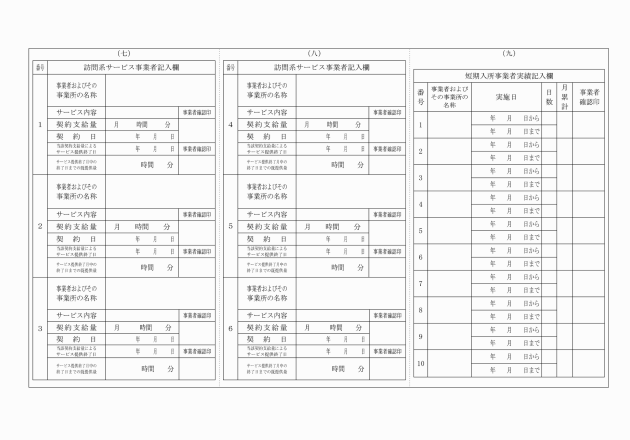 (七)
番号 訪問系サービス事業者記入欄
1
事業者およびその
事業所の名称
サービス内容 事業者確認印
契約支給量 月 時間 分
契約日 年 月 日
当該契約支給量による
サービス提供終了日 年 月 日 事業者確認印
サービス提供終了日中の
終了日までの既提供量 時間 分
2
事業者およびその
事業所の名称
サービス内容 事業者確認印
契約支給量 月 時間 分
契約日 年 月 日
当該契約支給量による
サービス提供終了日 年 月 日 事業者確認印
サービス提供終了日中の
終了日までの既提供量 時間 分
3
事業者およびその
事業所の名称
サービス内容 事業者確認印
契約支給量 月 時間 分
契約日 年 月 日
当該契約支給量による
サービス提供終了日 年 月 日 事業者確認印
サービス提供終了日中の
終了日までの既提供量 時間 分
(八)
番号 訪問系サービス事業者記入欄
4
事業者およびその
事業所の名称
サービス内容 事業者確認印
契約支給量 月 時間 分
契約日 年 月 日
当該契約支給量による
サービス提供終了日 年 月 日 事業者確認印
サービス提供終了日中の
終了日までの既提供量 時間 分
5
事業者およびその
事業所の名称
サービス内容 事業者確認印
契約支給量 月 時間 分
契約日 年 月 日
当該契約支給量による
サービス提供終了日 年 月 日 事業者確認印
サービス提供終了日中の
終了日までの既提供量 時間 分
6
事業者およびその
事業所の名称
サービス内容 事業者確認印
契約支給量 月 時間 分
契約日 年 月 日
当該契約支給量による
サービス提供終了日 年 月 日 事業者確認印
サービス提供終了日中の
終了日までの既提供量 時間 分
(九)
短期入所事業者実績記入欄
番号 事業者およびその事業所の名称 実施日 日数 月累計 事業者確認印
1 年 月 日から
年 月 日まで
2 年 月 日から
年 月 日まで
3 年 月 日から
年 月 日まで
4 年 月 日から
年 月 日まで
5 年 月 日から
年 月 日まで
6 年 月 日から
年 月 日まで
7 年 月 日から
年 月 日まで
8 年 月 日から
年 月 日まで
9 年 月 日から
年 月 日まで
10 年 月 日から
年 月 日まで